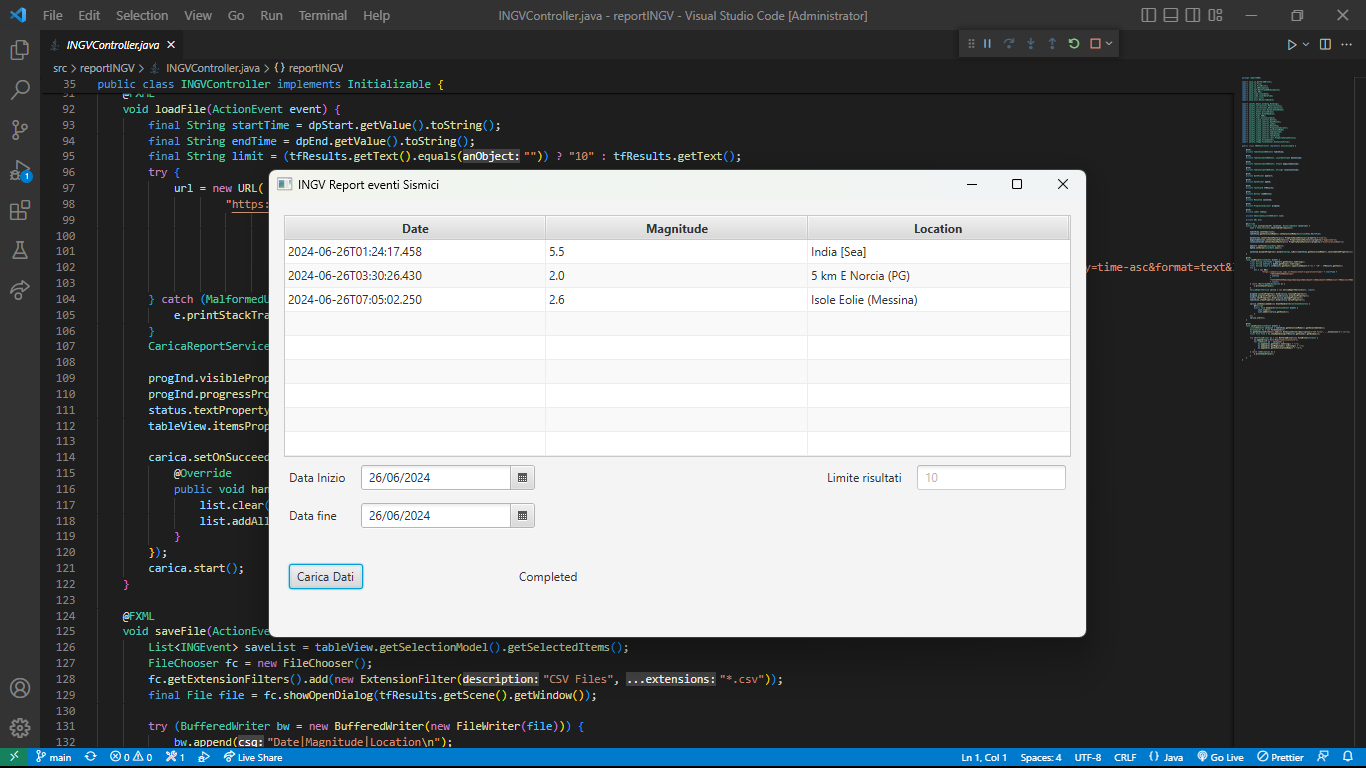 File Edit Selection View Go Run Terminal Help
INGVController.java - reportINGV - Visual Studio Code [Administrator]
INGVController.java
src > reportINGV > INGVController.java > {} reportINGV
35 public class INGVController implements Initializable {
91 @FXML
92 void loadFile(ActionEvent event) {
93 final String startTime = dpStart.getValue().toString();
94 final String endTime = dpEnd.getValue().toString();
95 final String limit = (tfResults.getText().equals(anObject:"")) ? "10" : tfResults.getText();
96 try {
97 url = new URL(
98 "https:
99
100
101
102 y=time-asc&format=text&
103
104 } catch (MalformedU
105 e.printStackTra
106 }
107 CaricaReportService
108
109 progInd.visibleProp
110 progInd.progressPro
111 status.textProperty
112 tableView.itemsProp
113
114 carica.setOnSucceed
115 @Override
116 public void han
117 list.clear(
118 list.addAll
119 }
120 });
121 carica.start();
122 }
123
124 @FXML
125 void saveFile(ActionEve
126 List<INGEvent> saveList = tableView.getSelectionModel().getSelectedItems();
127 FileChooser fc = new FileChooser();
128 fc.getExtensionFilters().add(new ExtensionFilter(description:"CSV Files", ...extensions:"*.csv"));
129 final File file = fc.showOpenDialog(tfResults.getScene().getWindow());
130
131 try (BufferedWriter bw = new BufferedWriter(new FileWriter(file))) {
132 bw.append(csq:"Date|Magnitude|Location\n");
INGV Report eventi Sismici
Date Magnitude Location
2024-06-26T01:24:17.458 5.5 India [Sea]
2024-06-26T03:30:26.430 2.0 5 km E Norcia (PG)
2024-06-26T07:05:02.250 2.6 Isole Eolie (Messina)
Data Inizio 26/06/2024 Limite risultati 10
Data fine 26/06/2024
Carica Dati Completed
1
main 0 0 1 Live Share Ln 1, Col 1 Spaces: 4 UTF-8 CRLF {} Java Go Live Prettier